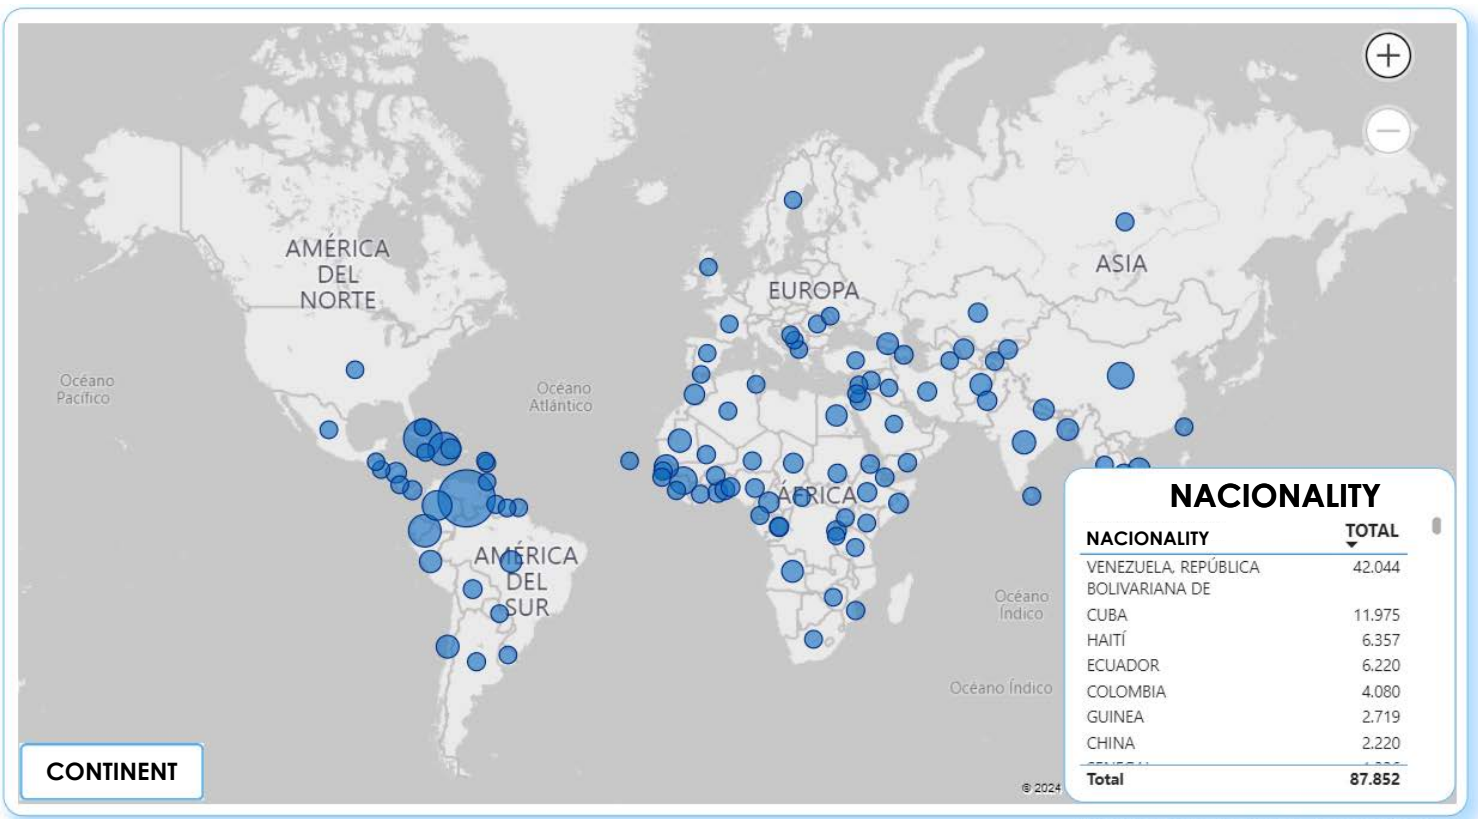 AMÉRICA
DEL
NORTE
EUROPA
ASIA
Océano
Pacífico
Océano
Atlántico
ÁFRICA
AMÉRICA
DEL
SUR
Océano
Índico
Océano Índico
© 2024
CONTINENT
NACIONALITY
NACIONALITY TOTAL
VENEZUELA, REPÚBLICA 42.044
BOLIVARIANA DE
CUBA 11.975
HAITÍ 6.357
ECUADOR 6.220
COLOMBIA 4.080
GUINEA 2.719
CHINA 2.220
Total 87.852